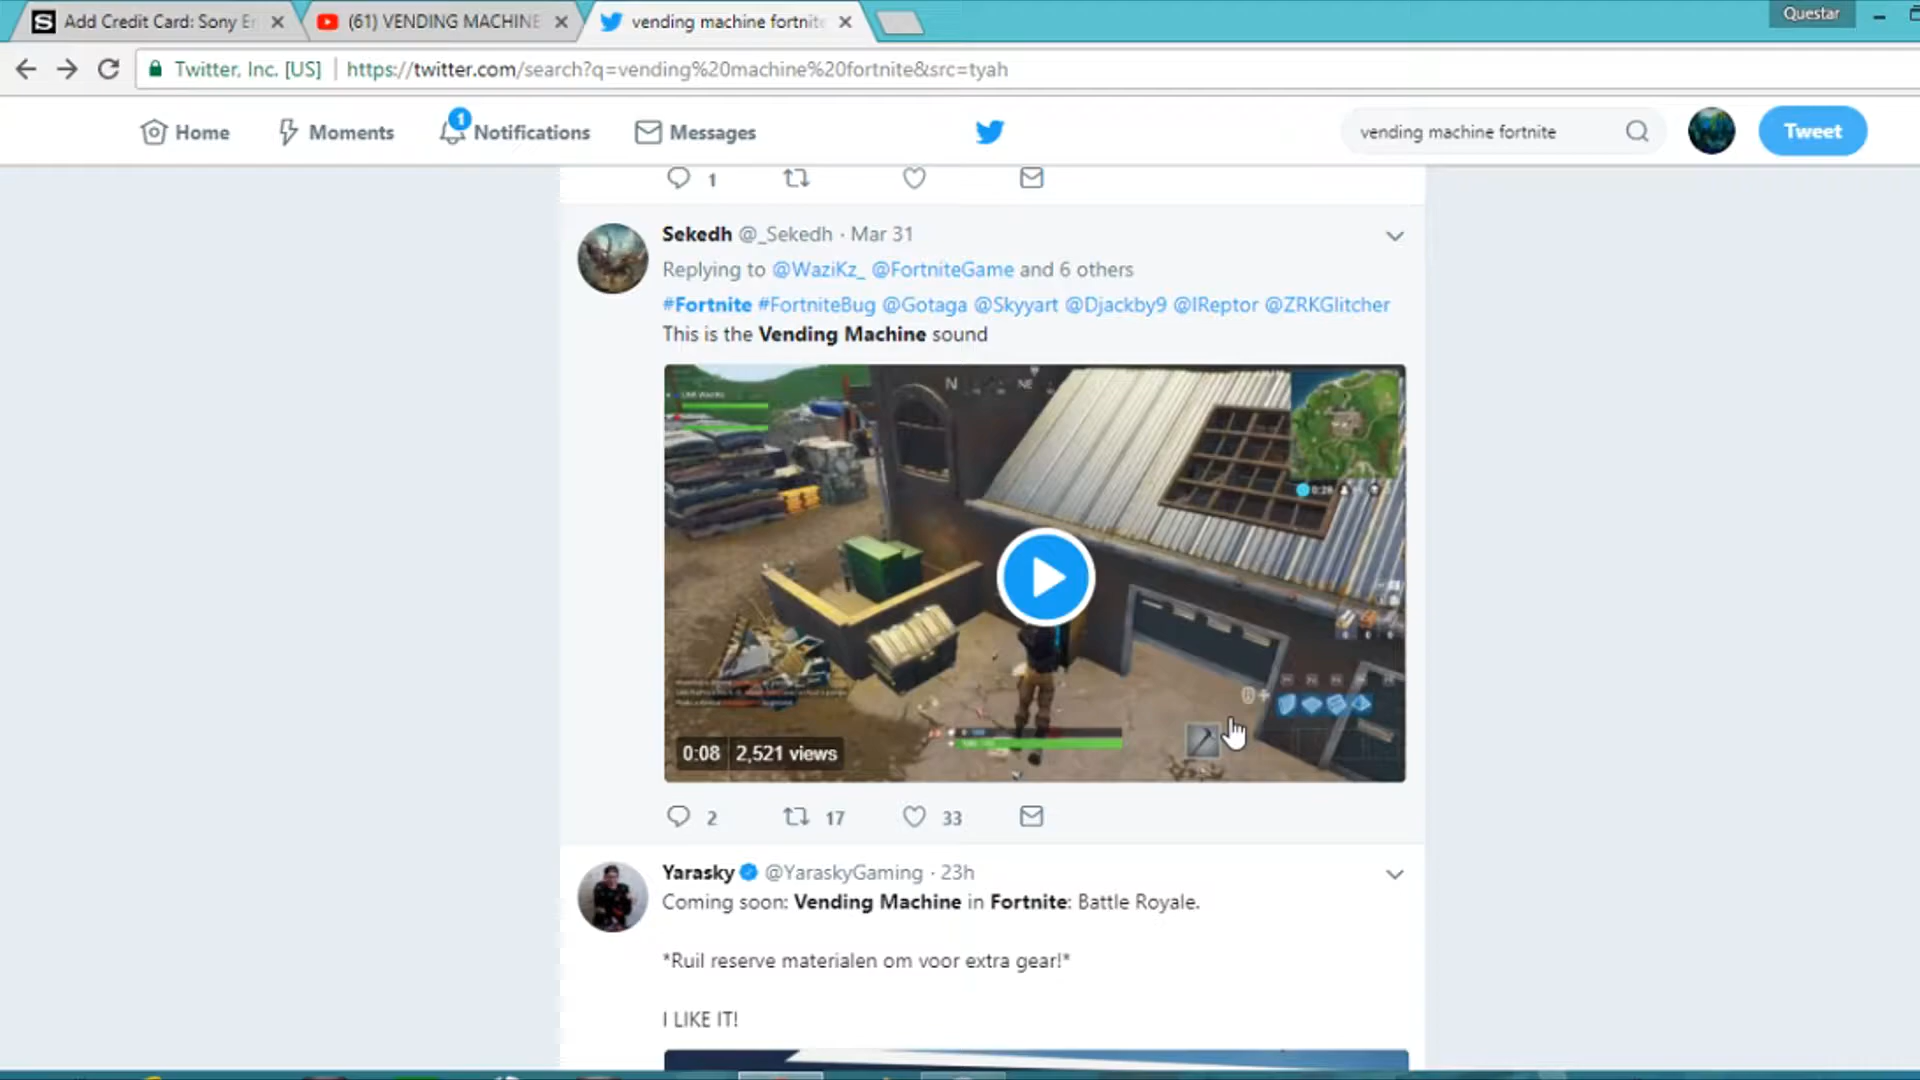 Add Credit Card: Sony E
(61) VENDING MACHINE
vending machine fortnite
Questar
Twitter, Inc. [US]
https://twitter.com/search?q=vending%20machine%20fortnite&src=tyah
Home
Moments
1
Notifications
Messages
vending machine fortnite
Tweet
1
Sekedh @_Sekedh · Mar 31
Replying to @WaziKz_ @FortniteGame and 6 others
#Fortnite #FortniteBug @Gotaga @Skyyart @Djackby9 @IReptor @ZRKGlitcher
This is the Vending Machine sound
N
NE
0:08 2,521 views
2
17
33
Yarasky @YaraskyGaming · 23h
Coming soon: Vending Machine in Fortnite: Battle Royale.
*Ruil reserve materialen om voor extra gear!*
I LIKE IT!